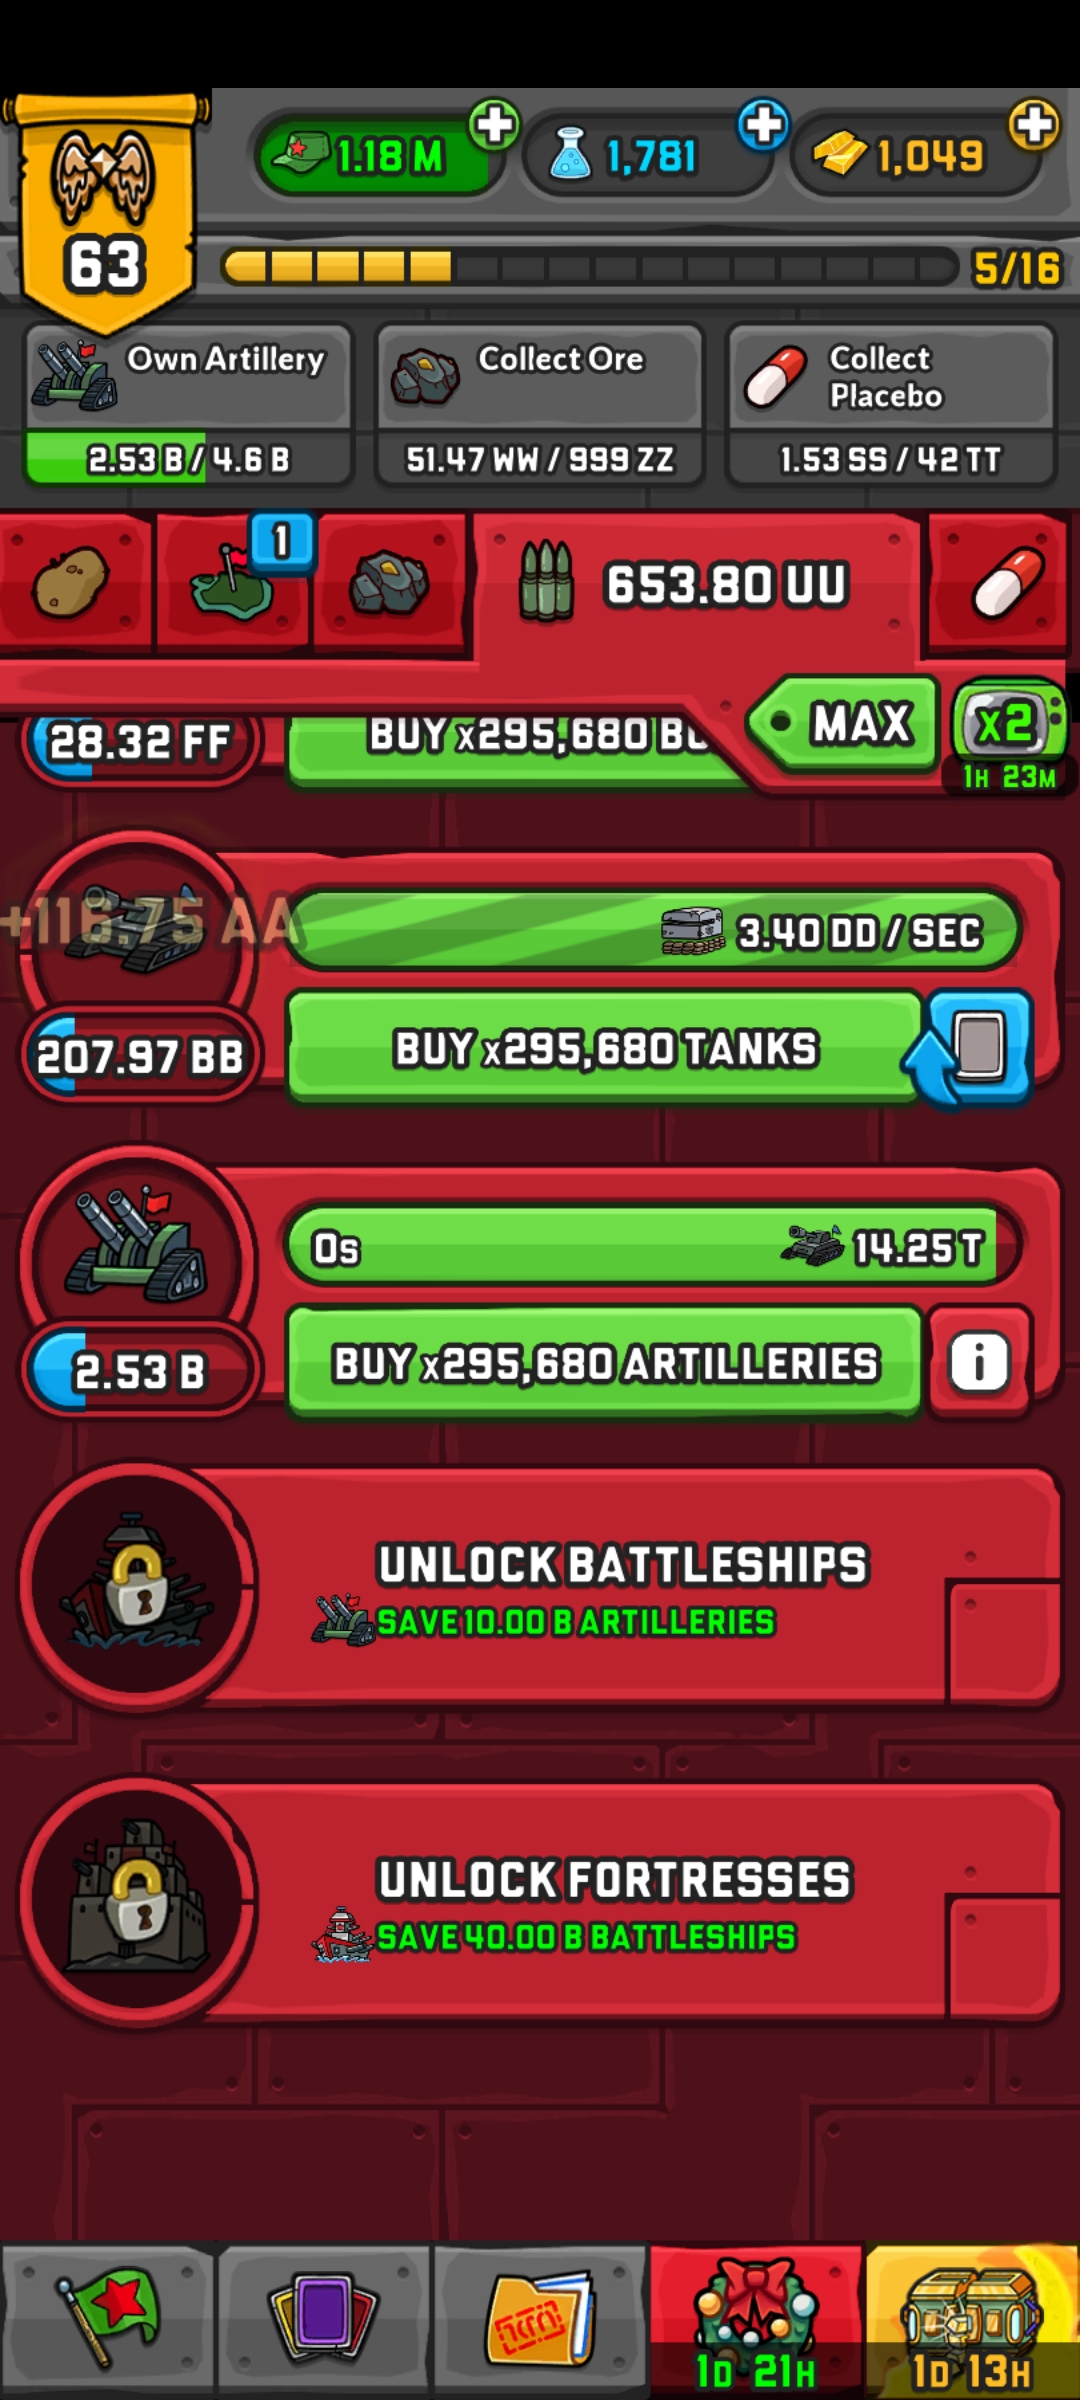 1.18 M
1,781
1,049
63
5/16
Own Artillery
Collect Ore
Collect
Placebo
2.53 B / 4.6 B
51.47 WW / 999 ZZ
1.53 SS / 42 TT
1
653.80 UU
MAX
x2
1H 23M
28.32 FF
BUY x295,680
+116.75 AA
3.40 DD / SEC
207.97 BB
BUY x295,680 TANKS
0s
14.25 T
2.53 B
BUY x295,680 ARTILLERIES
i
UNLOCK BATTLESHIPS
SAVE 10.00 B ARTILLERIES
UNLOCK FORTRESSES
SAVE 40.00 B BATTLESHIPS
1D 21H
1D 13H